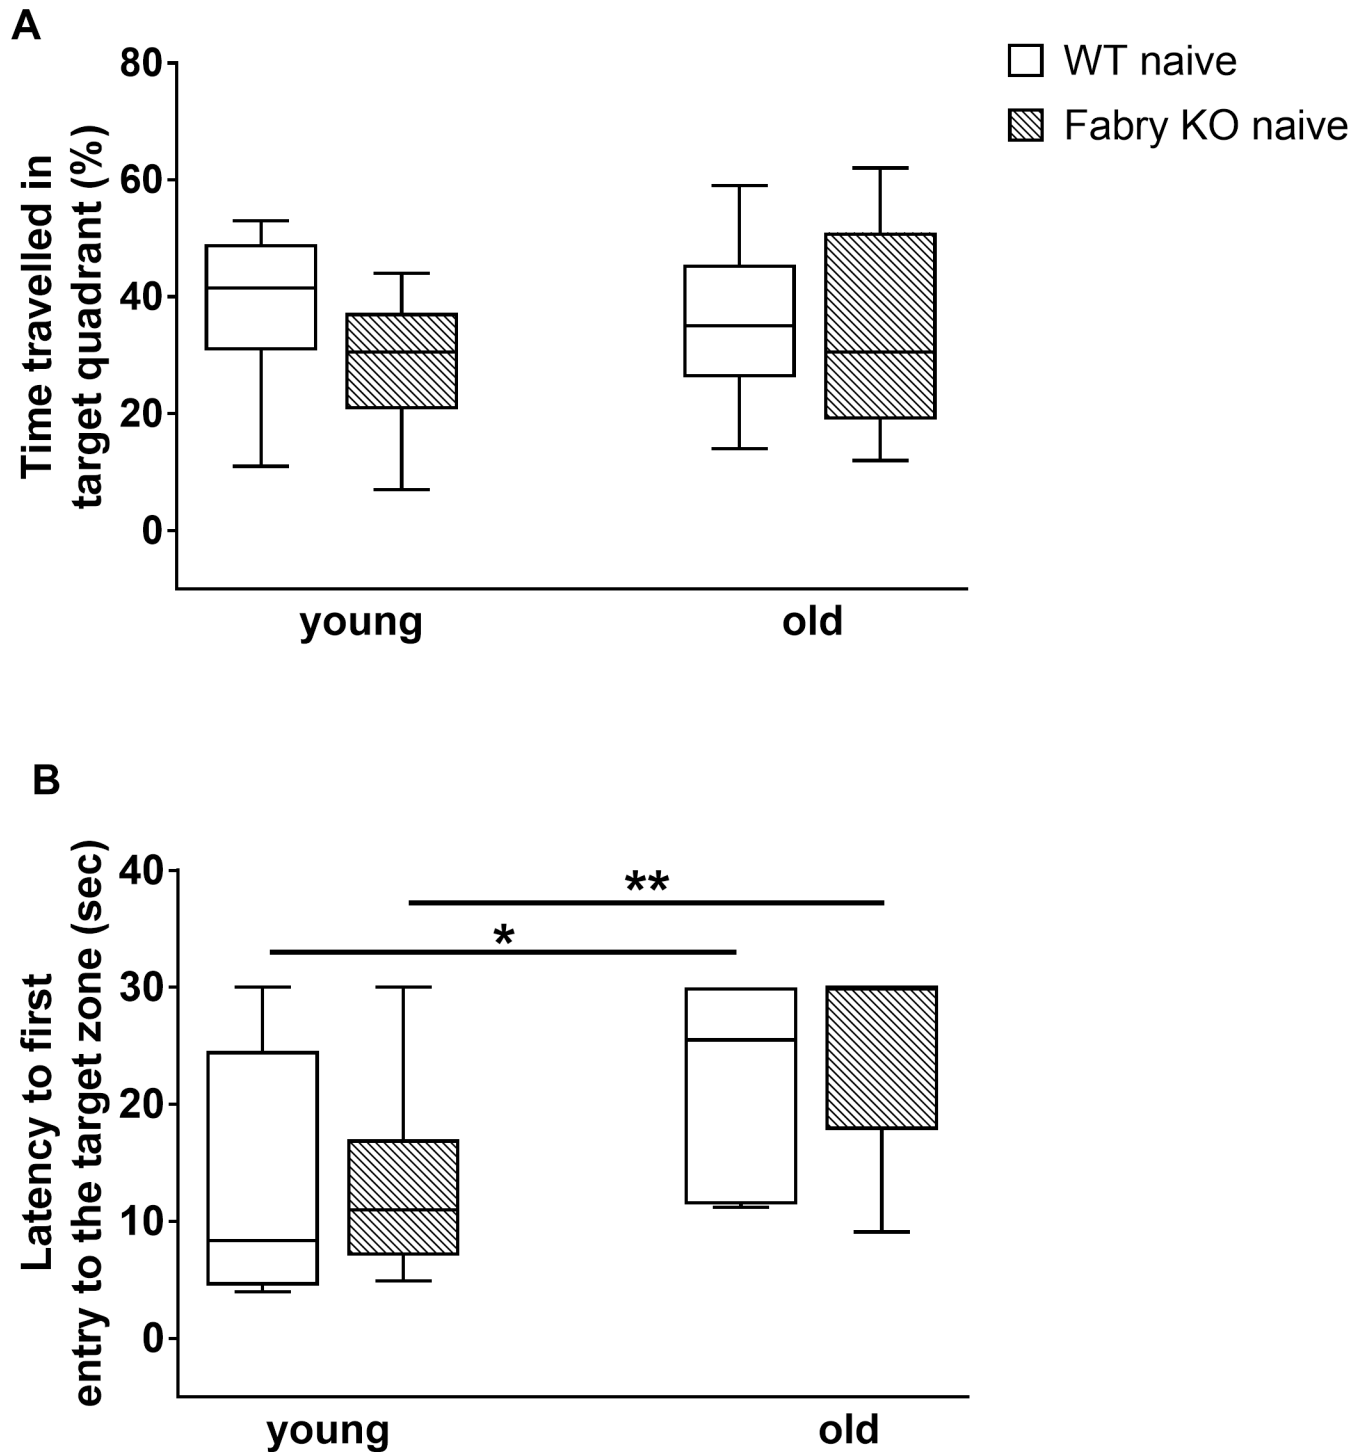 A
WT naive
Fabry KO naive
Time travelled in
target quadrant (%)
80
60
40
20
0
young old
B
Latency to first
entry to the target zone (sec)
40
30
20
10
0
**
*
young old